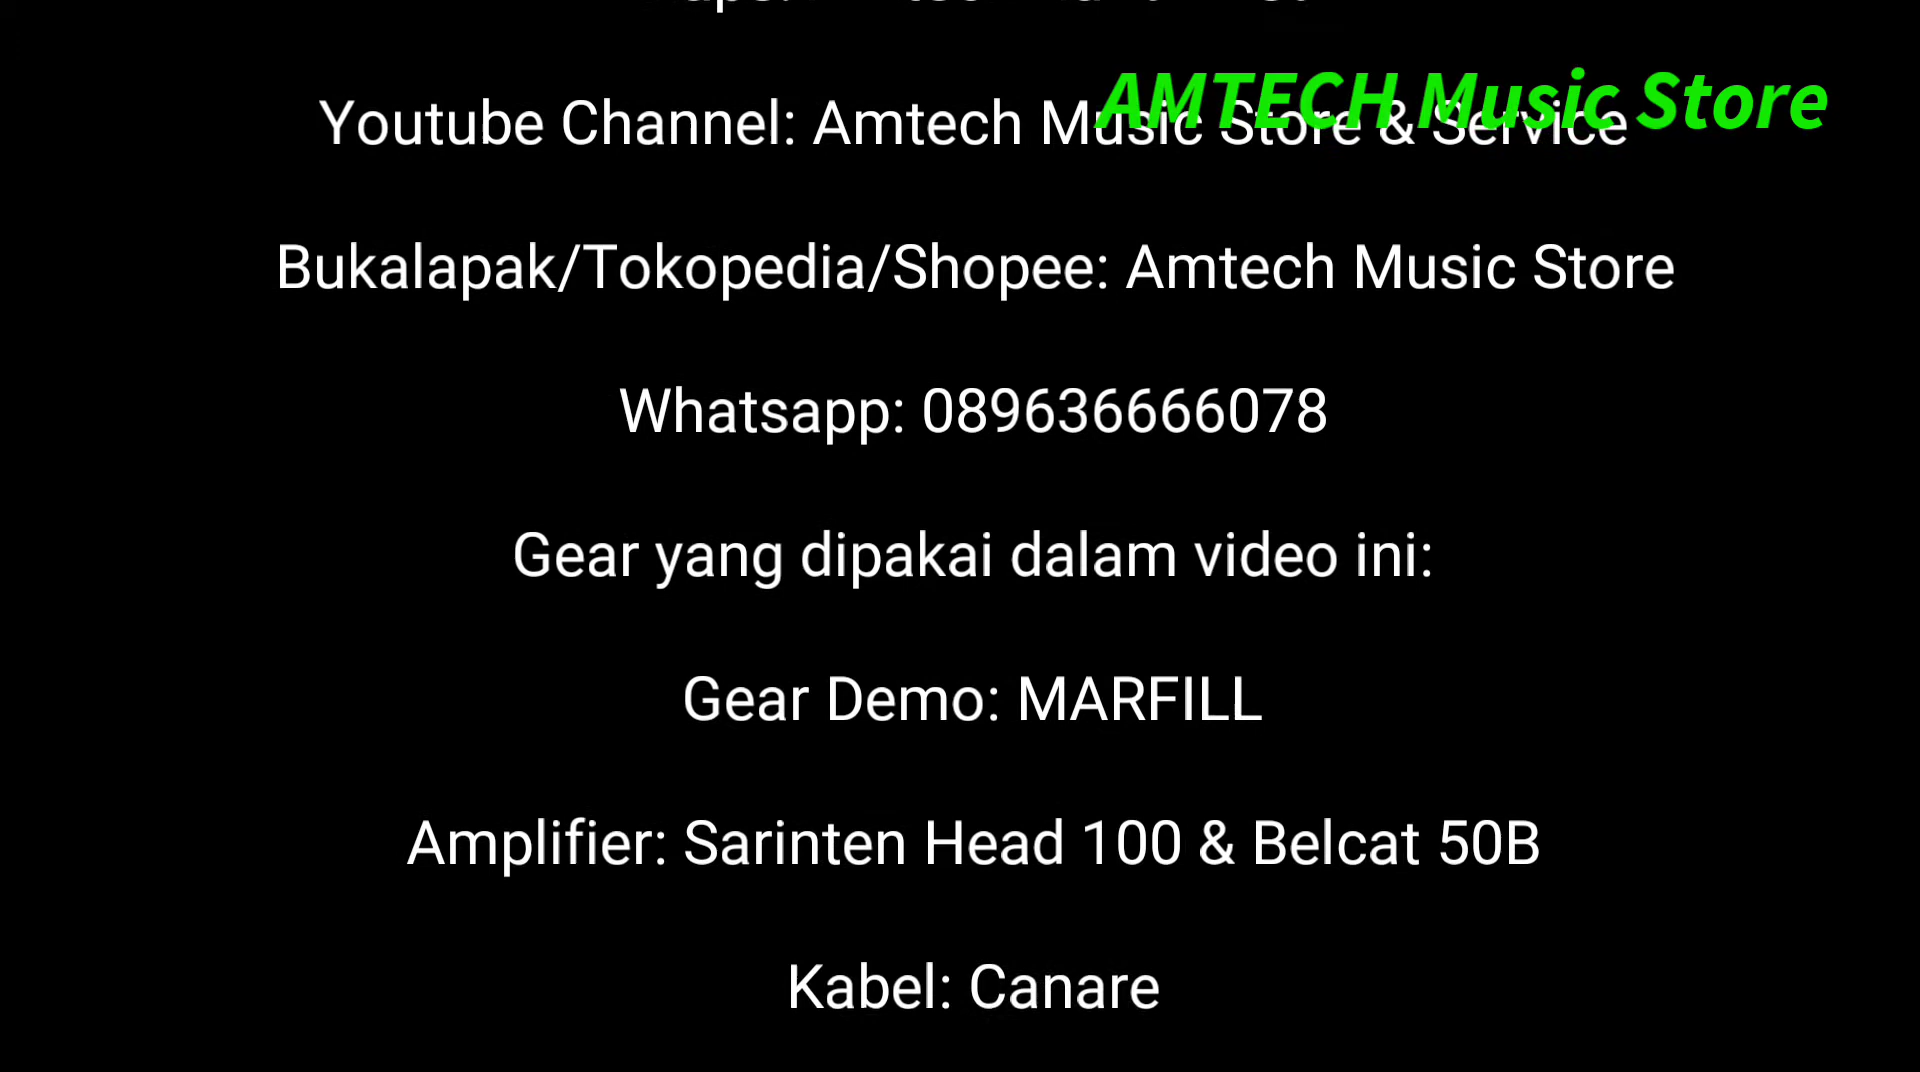 AMTECH Music Store
Youtube Channel: Amtech Music Store & Service
Bukalapak/Tokopedia/Shopee: Amtech Music Store
Whatsapp: 089636666078
Gear yang dipakai dalam video ini:
Gear Demo: MARFILL
Amplifier: Sarinten Head 100 & Belcat 50B
Kabel: Canare